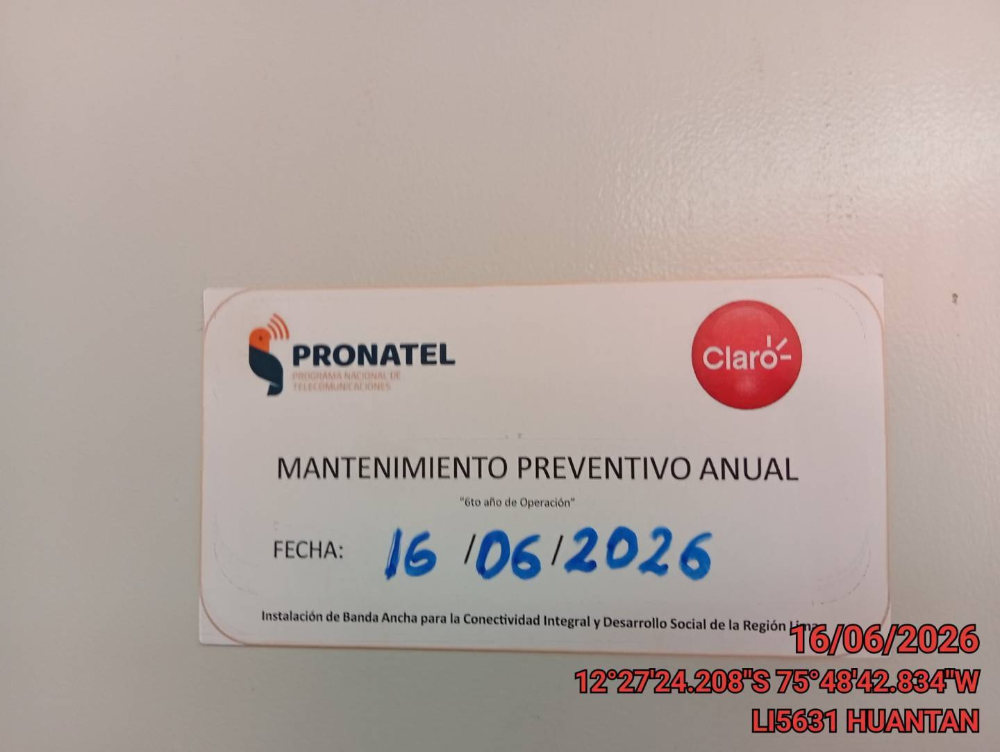 PRONATEL
PROGRAMA NACIONAL DE
TELECOMUNICACIONES
Claro
MANTENIMIENTO PREVENTIVO ANUAL
"6to año de Operación"
FECHA: 16/06/2026
Instalación de Banda Ancha para la Conectividad Integral y Desarrollo Social de la Región Lima
16/06/2026
12°27'24.208"S 75°48'42.834"W
LI5631 HUANTAN